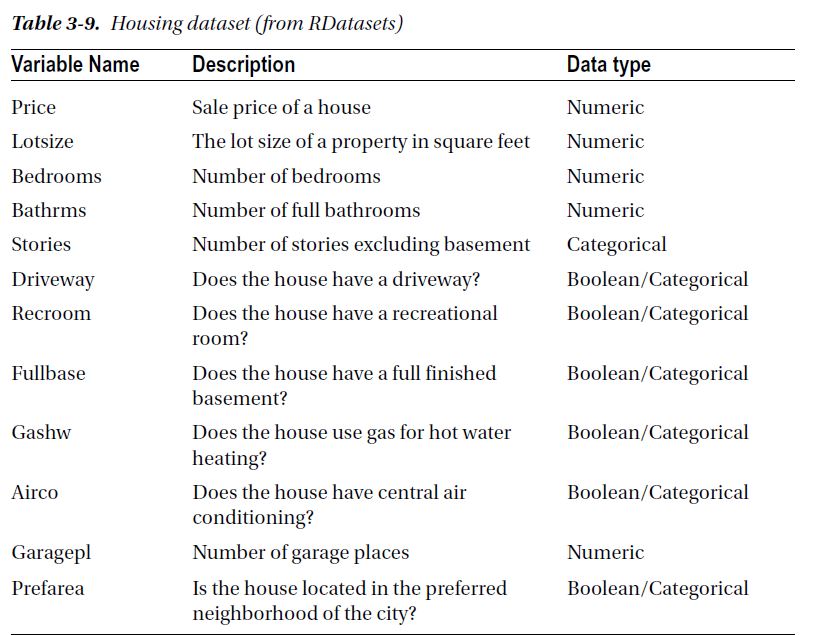 Table 3-9. Housing dataset (from RDatasets)
Variable Name Description Data type
Price Sale price of a house Numeric
Lotsize The lot size of a property in square feet Numeric
Bedrooms Number of bedrooms Numeric
Bathrms Number of full bathrooms Numeric
Stories Number of stories excluding basement Categorical
Driveway Does the house have a driveway? Boolean/Categorical
Recroom Does the house have a recreational Boolean/Categorical
room?
Fullbase Does the house have a full finished Boolean/Categorical
basement?
Gashw Does the house use gas for hot water Boolean/Categorical
heating?
Airco Does the house have central air Boolean/Categorical
conditioning?
Garagepl Number of garage places Numeric
Prefarea Is the house located in the preferred Boolean/Categorical
neighborhood of the city?